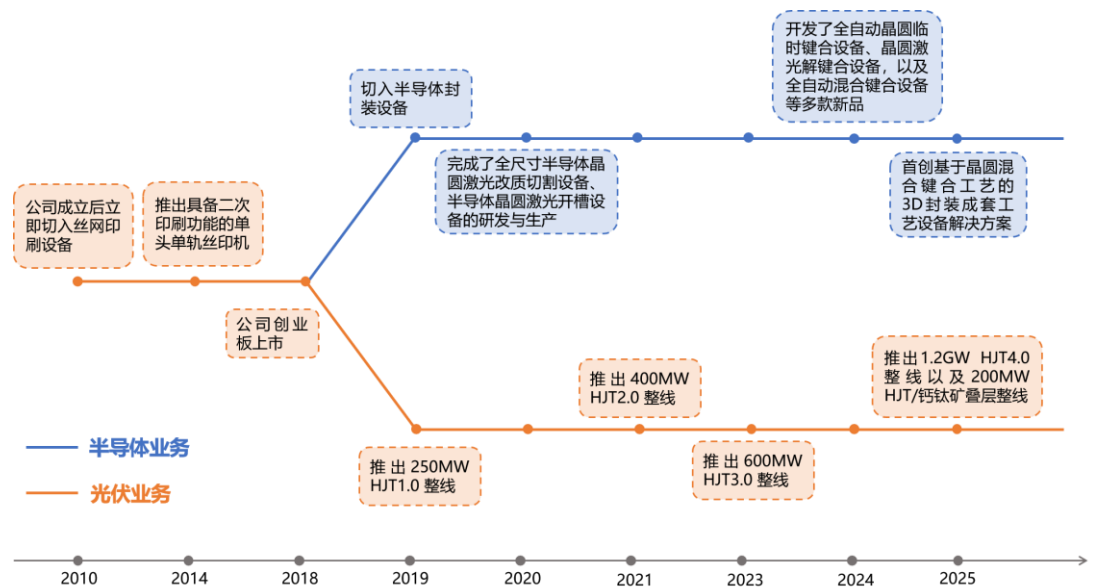 开发了全自动晶圆临
时键合设备、晶圆激
光解键合设备，以及
全自动混合键合设备
等多款新品
切入半导体封
装设备
完成了全尺寸半导体晶
圆激光改质切割设备、
半导体晶圆激光开槽设
备的研发与生产
首创基于晶圆混
合键合工艺的
3D封装成套工
艺设备解决方案
公司成立后立
即切入丝网印
刷设备
推出具备二次
印刷功能的单
头单轨丝印机
公司创业
板上市
推出400MW
HJT2.0 整线
推出1.2GW HJT4.0
整线以及200MW
HJT/钙钛矿叠层整线
推出250MW
HJT1.0 整线
推出600MW
HJT3.0 整线
半导体业务
光伏业务
2010 2014 2018 2019 2020 2021 2023 2024 2025